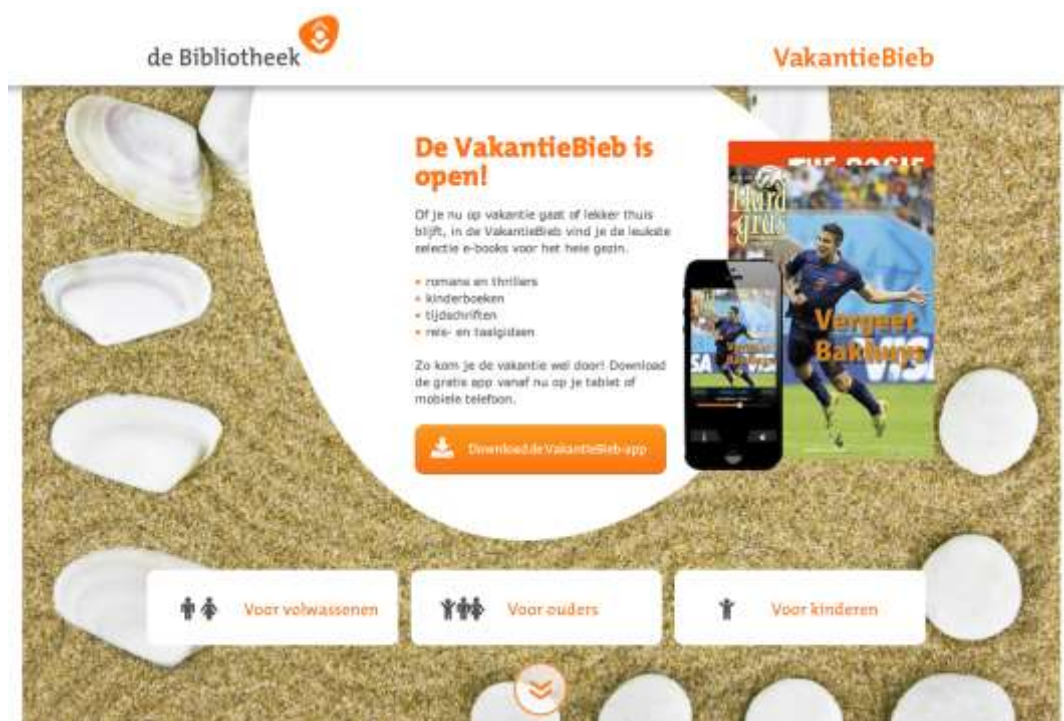 de Bibliotheek
VakantieBieb
De VakantieBieb is
open!
Of je nu op vakantie gaat of lekker thuis
blijft, in de VakantieBieb vind je de leukste
selectie e-books voor het hele gezin.
• romans en thrillers
• kinderboeken
• tijdschriften
• reis- en taalgidsen
Zo kom je de vakantie wel door! Download
de gratis app vanaf nu op je tablet of
mobiele telefoon.
Download de VakantieBieb-app
THE ROSIE
Hard
gras
Vergeet
Bakhuys
VISA
Voor volwassenen
Voor ouders
Voor kinderen